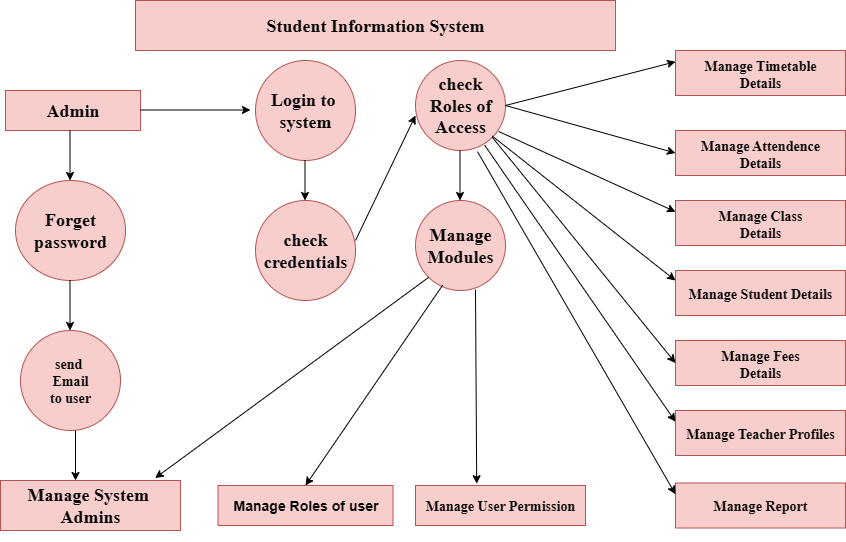 Student Information System
Admin
Login to
system
check
Roles of
Access
Manage Timetable
Details
Manage Attendence
Details
Forget
password
check
credentials
Manage
Modules
Manage Class
Details
Manage Student Details
send
Email
to user
Manage Fees
Details
Manage Teacher Profiles
Manage System
Admins
Manage Roles of user
Manage User Permission
Manage Report